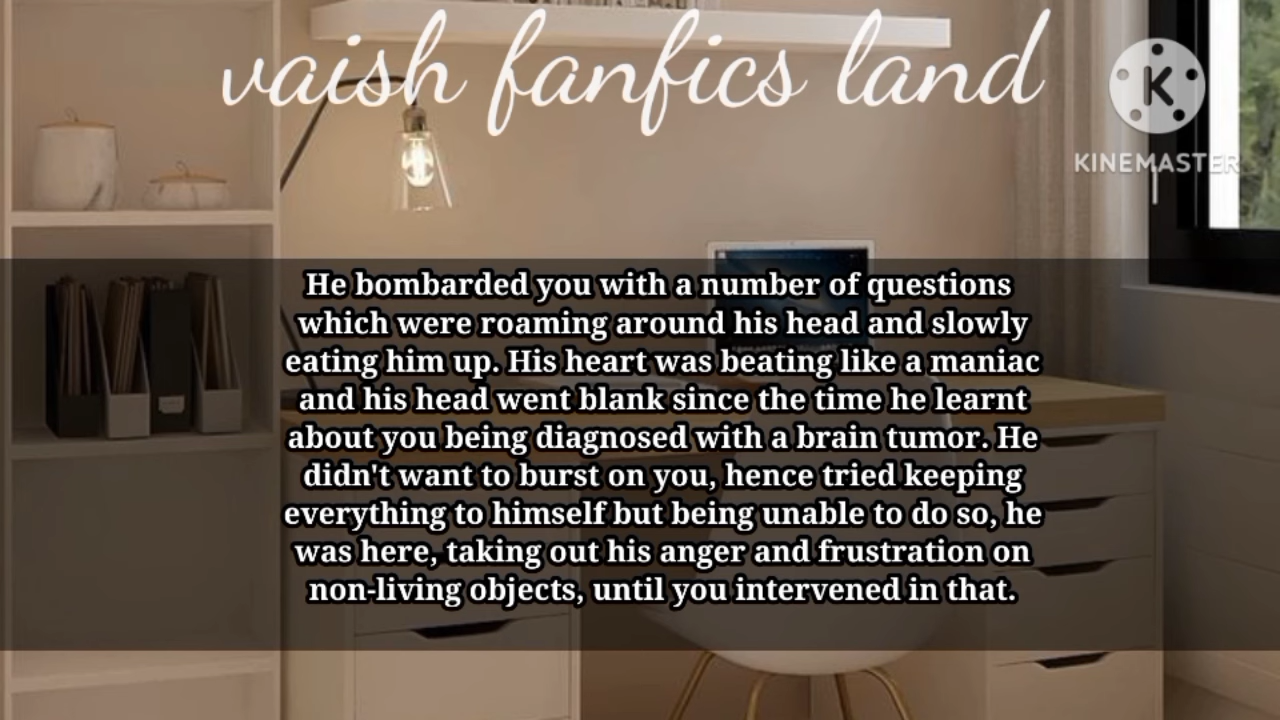 vaish fanfics land
K
KINEMASTER
He bombarded you with a number of questions
which were roaming around his head and slowly
eating him up. His heart was beating like a maniac
and his head went blank since the time he learnt
about you being diagnosed with a brain tumor. He
didn't want to burst on you, hence tried keeping
everything to himself but being unable to do so, he
was here, taking out his anger and frustration on
non-living objects, until you intervened in that.